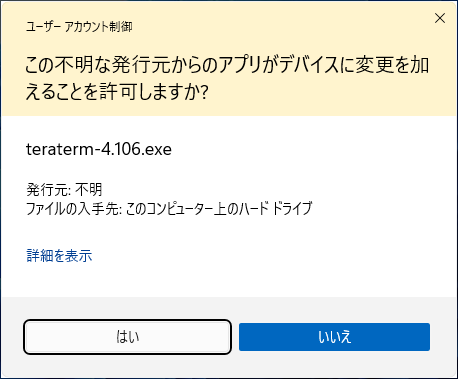 ユーザー アカウント制御
この不明な発行元からのアプリがデバイスに変更を加
えることを許可しますか?
teraterm-4.106.exe
発行元: 不明
ファイルの入手先: このコンピューター上のハード ドライブ
詳細を表示
はい
いいえ